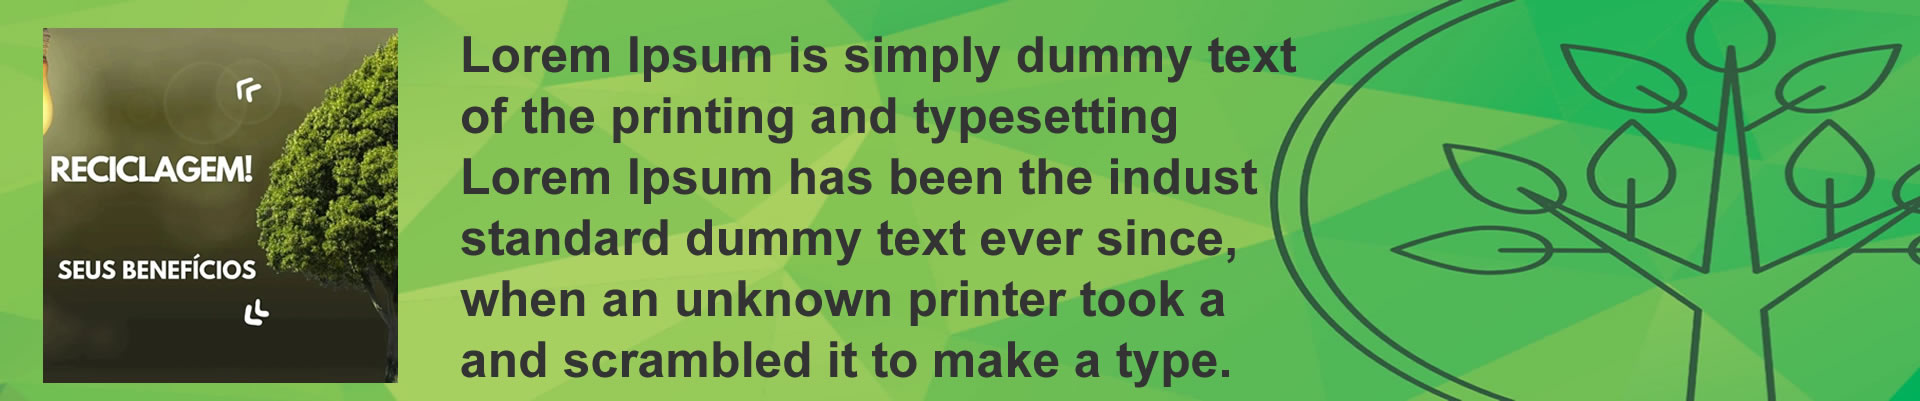 RECICLAGEM!
SEUS BENEFÍCIOS
Lorem Ipsum is simply dummy text
of the printing and typesetting
Lorem Ipsum has been the indust
standard dummy text ever since,
when an unknown printer took a
and scrambled it to make a type.